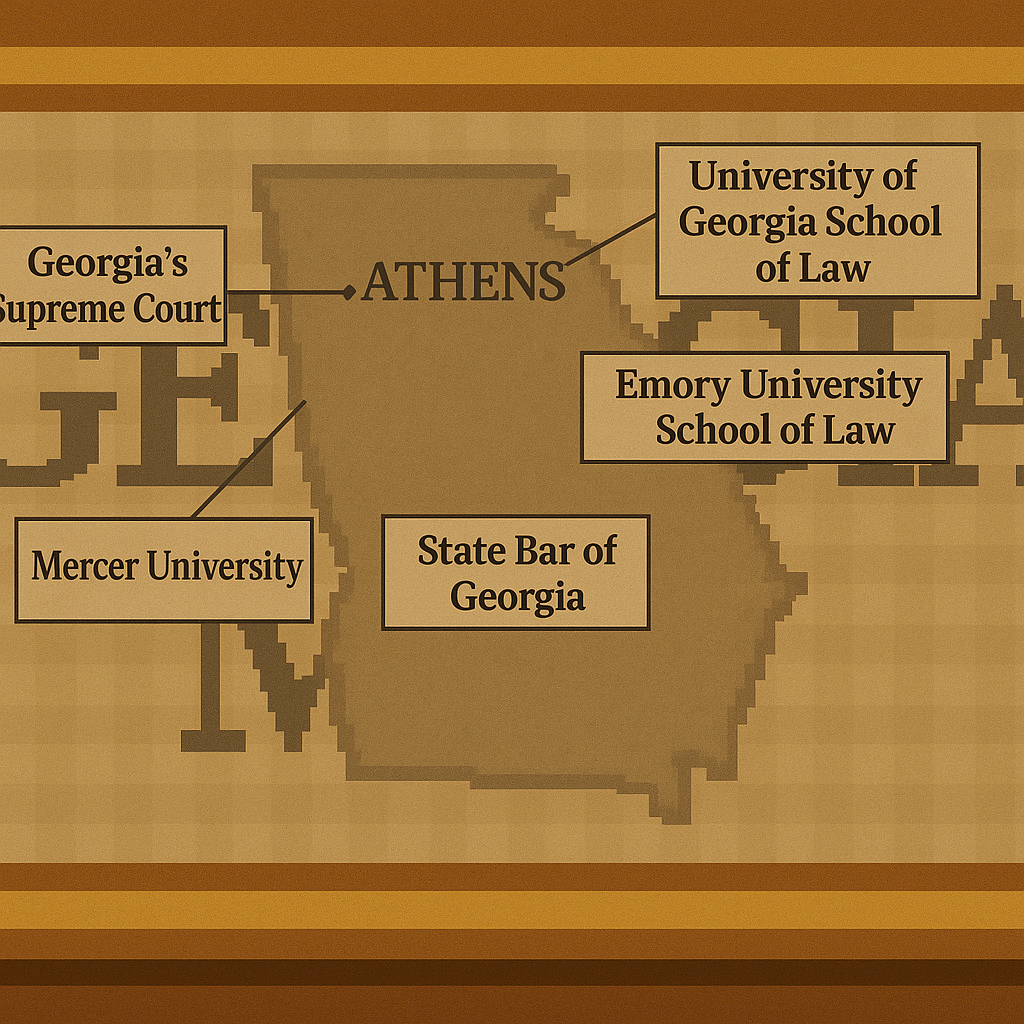 University of
Georgia School
of Law
Georgia’s
Supreme Court
ATHENS
Emory University
School of Law
Mercer University
State Bar of
Georgia